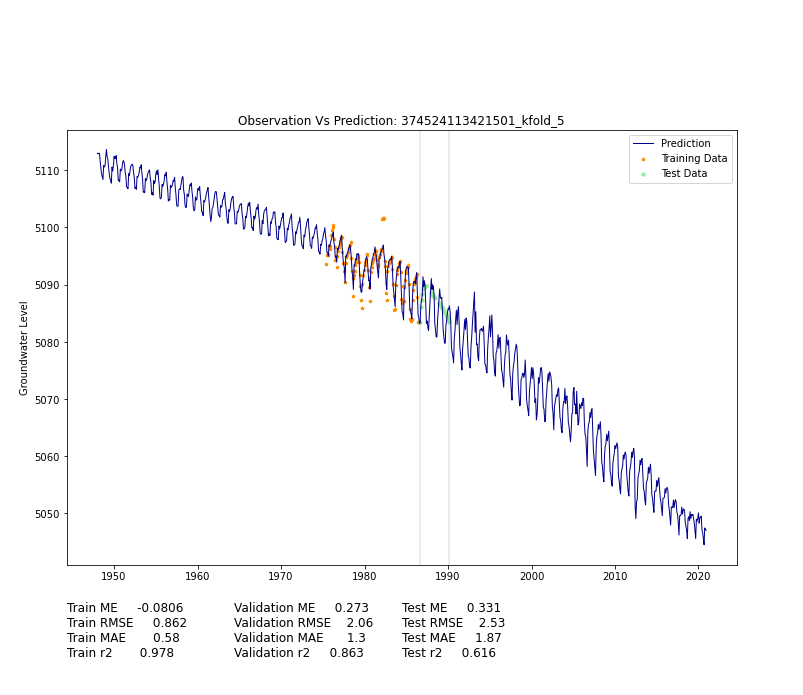 Observation Vs Prediction: 374524113421501_kfold_5
Prediction
Training Data
Test Data
5110
5100
5090
5080
5070
5060
5050
Groundwater Level
1950 1960 1970 1980 1990 2000 2010 2020
Train ME -0.0806 Validation ME 0.273 Test ME 0.331
Train RMSE 0.862 Validation RMSE 2.06 Test RMSE 2.53
Train MAE 0.58 Validation MAE 1.3 Test MAE 1.87
Train r2 0.978 Validation r2 0.863 Test r2 0.616